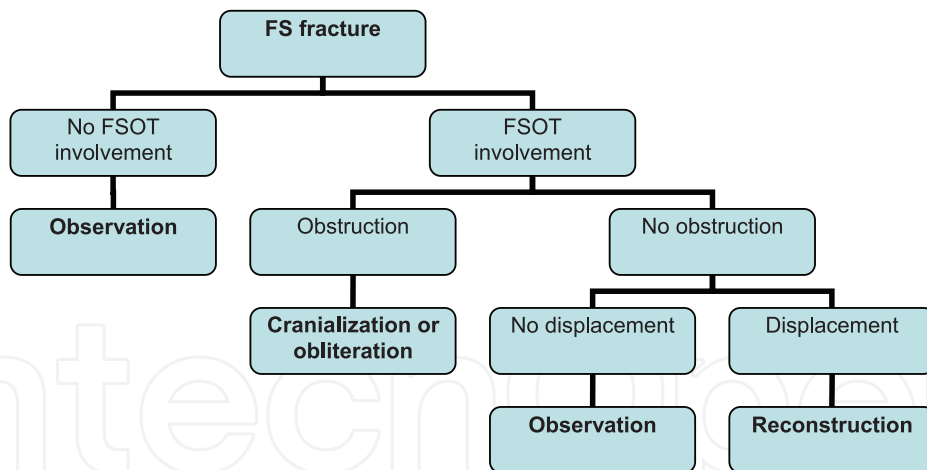 FS fracture
No FSOT
involvement
FSOT
involvement
Observation
Obstruction
No obstruction
Cranialization or
obliteration
No displacement
Displacement
Observation
Reconstruction